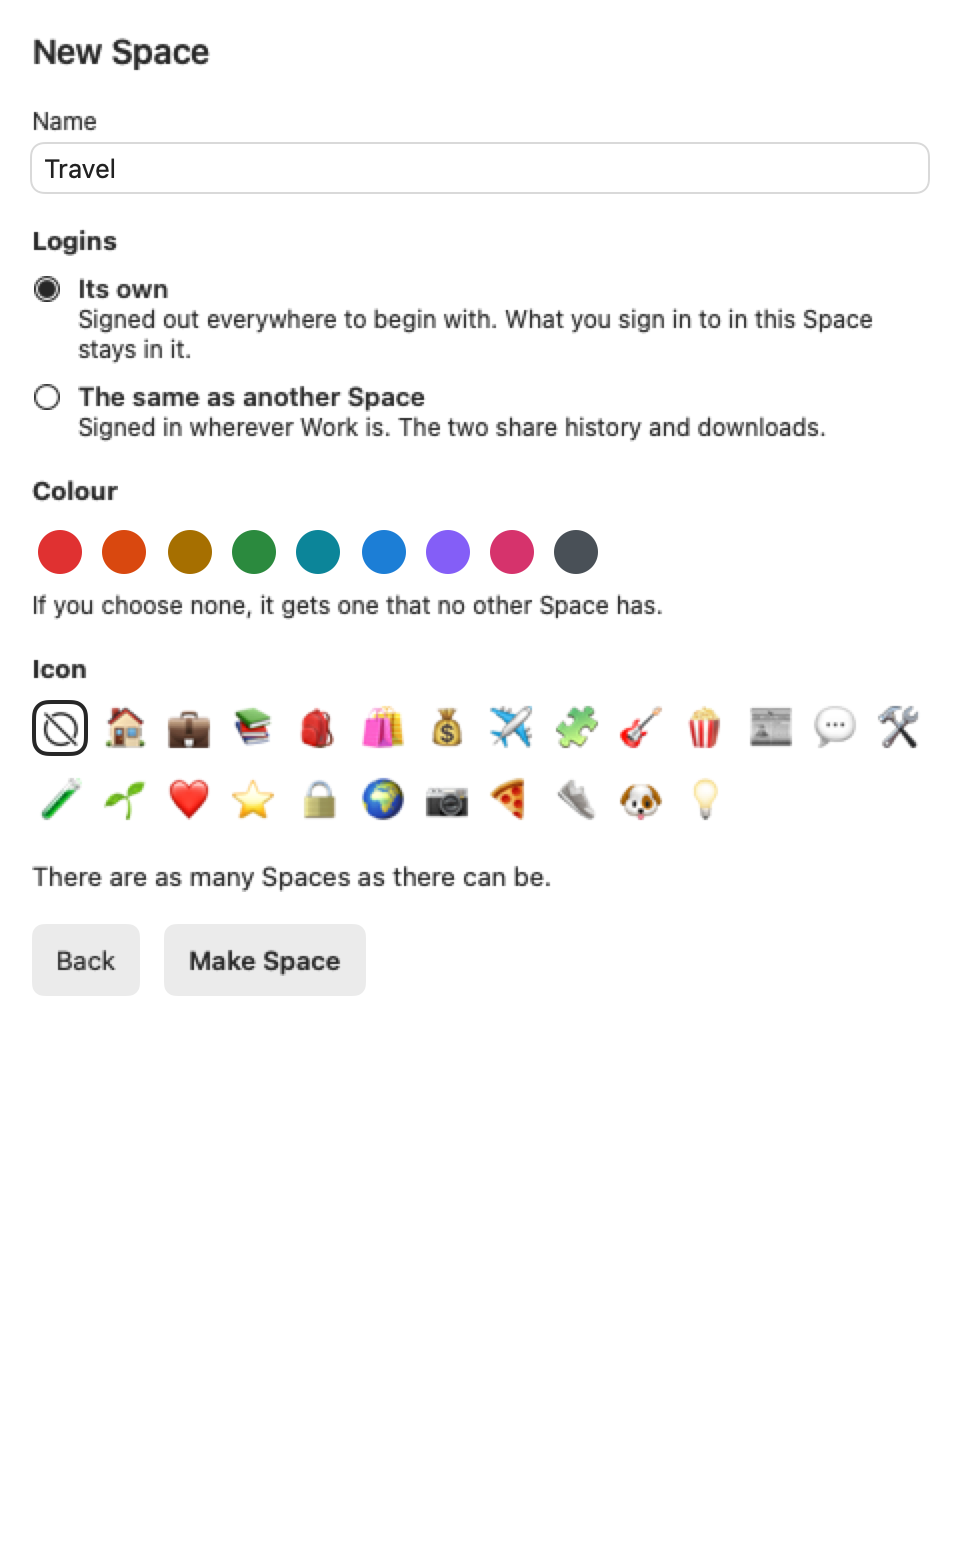 New Space
Name
Travel
Logins
Its own
Signed out everywhere to begin with. What you sign in to in this Space
stays in it.
The same as another Space
Signed in wherever Work is. The two share history and downloads.
Colour
If you choose none, it gets one that no other Space has.
Icon
There are as many Spaces as there can be.
Back
Make Space